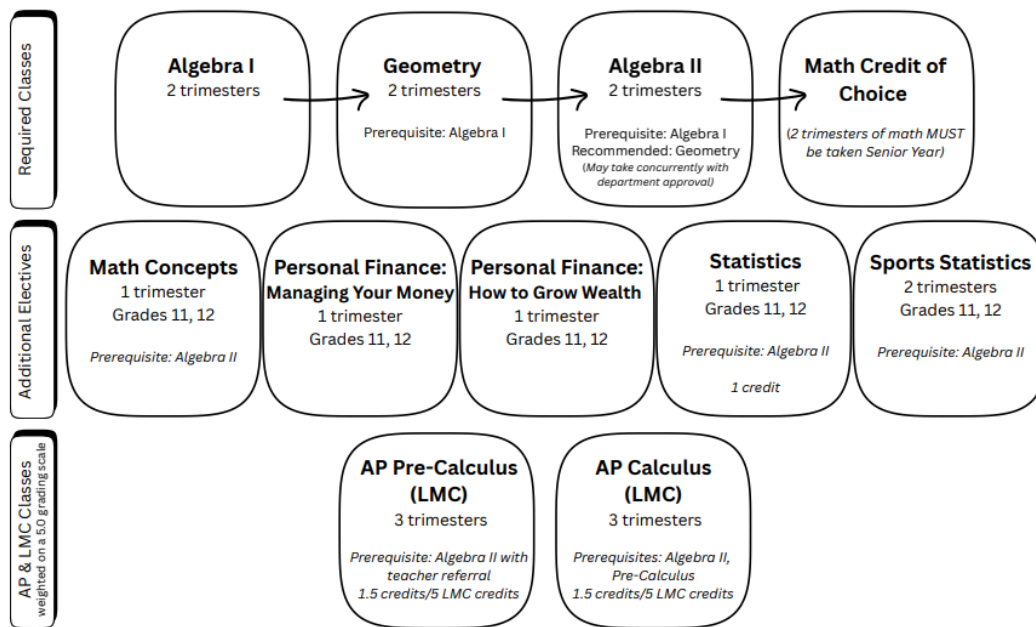 Required Classes
Algebra I
2 trimesters
Geometry
2 trimesters
Prerequisite: Algebra I
Algebra II
2 trimesters
Prerequisite: Algebra I
Recommended: Geometry
(May take concurrently with
department approval)
Math Credit of
Choice
(2 trimesters of math MUST
be taken Senior Year)
Additional Electives
Math Concepts
1 trimester
Grades 11, 12
Prerequisite: Algebra II
Personal Finance:
Managing Your Money
1 trimester
Grades 11, 12
Personal Finance:
How to Grow Wealth
1 trimester
Grades 11, 12
Statistics
1 trimester
Grades 11, 12
Prerequisite: Algebra II
1 credit
Sports Statistics
2 trimesters
Grades 11, 12
Prerequisite: Algebra II
AP & LMC Classes
weighted on a 5.0 grading scale
AP Pre-Calculus
(LMC)
3 trimesters
Prerequisite: Algebra II with
teacher referral
1.5 credits/5 LMC credits
AP Calculus
(LMC)
3 trimesters
Prerequisites: Algebra II,
Pre-Calculus
1.5 credits/5 LMC credits